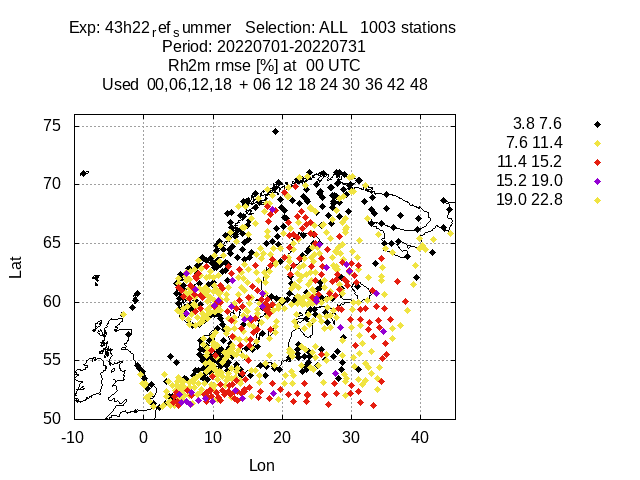 Exp: 43h22refsummer   Selection: ALL   1003 stations
Period: 20220701-20220731
Rh2m rmse [%] at  00 UTC
Used  00,06,12,18  + 06 12 18 24 30 36 42 48
3.8 7.6
7.6 11.4
11.4 15.2
15.2 19.0
19.0 22.8
75
70
65
60
55
50
Lat
-10 0 10 20 30 40
Lon